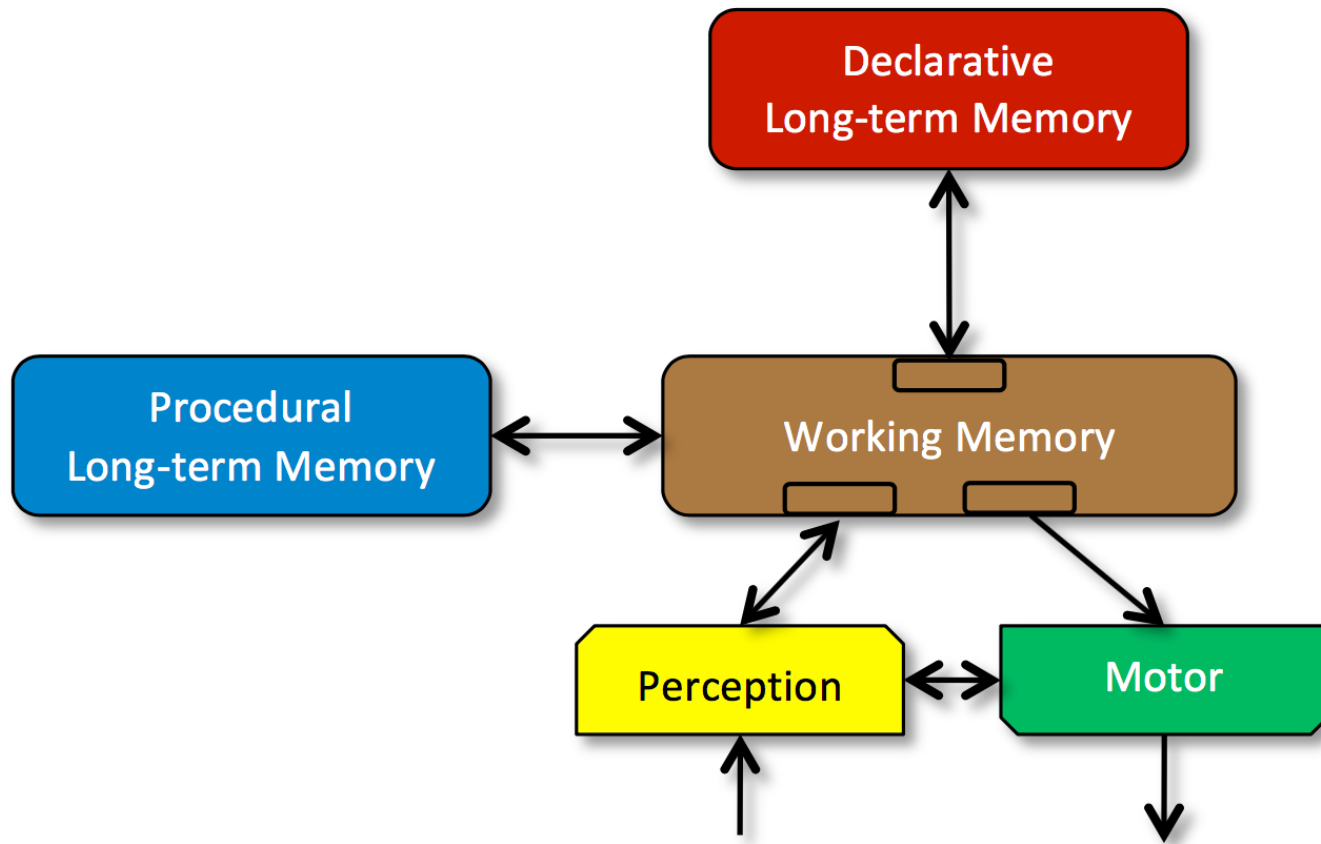 Declarative
Long-term Memory
Procedural
Long-term Memory
Working Memory
Perception
Motor